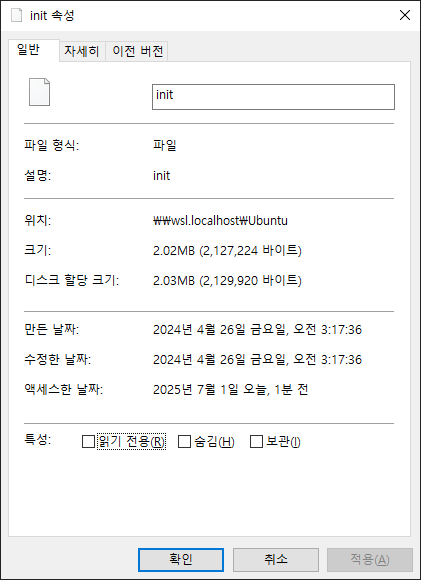 init 속성
일반 자세히 이전 버전
init
파일 형식: 파일
설명: init
위치: ₩₩wsl.localhost₩Ubuntu
크기: 2.02MB (2,127,224 바이트)
디스크 할당 크기: 2.03MB (2,129,920 바이트)
만든 날짜: 2024년 4월 26일 금요일, 오전 3:17:36
수정한 날짜: 2024년 4월 26일 금요일, 오전 3:17:36
액세스한 날짜: 2025년 7월 1일 오늘, 1분 전
특성: 읽기 전용(R) 숨김(H) 보관(I)
확인 취소 적용(A)